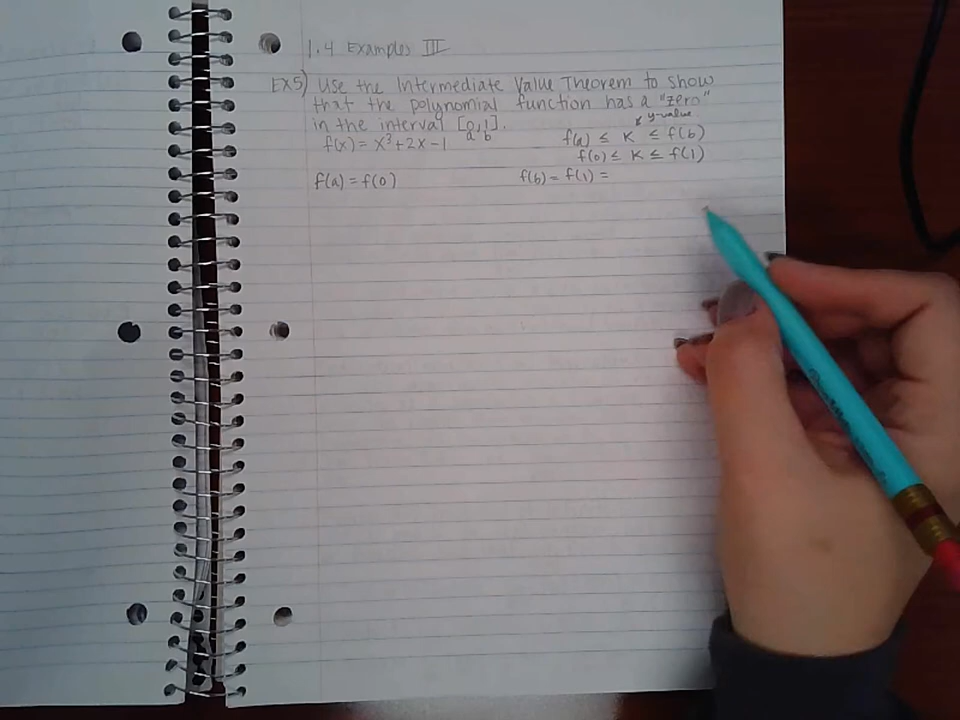 1.4 Examples III
EX5) Use the Intermediate Value Theorem to show
that the polynomial function has a "zero"
in the interval [0,1].
a b
y-value
f(x) = x³+2x-1
f(a) ≤ K ≤ f(b)
f(0) ≤ K ≤ f(1)
f(a) = f(0)
f(b) = f(1) =